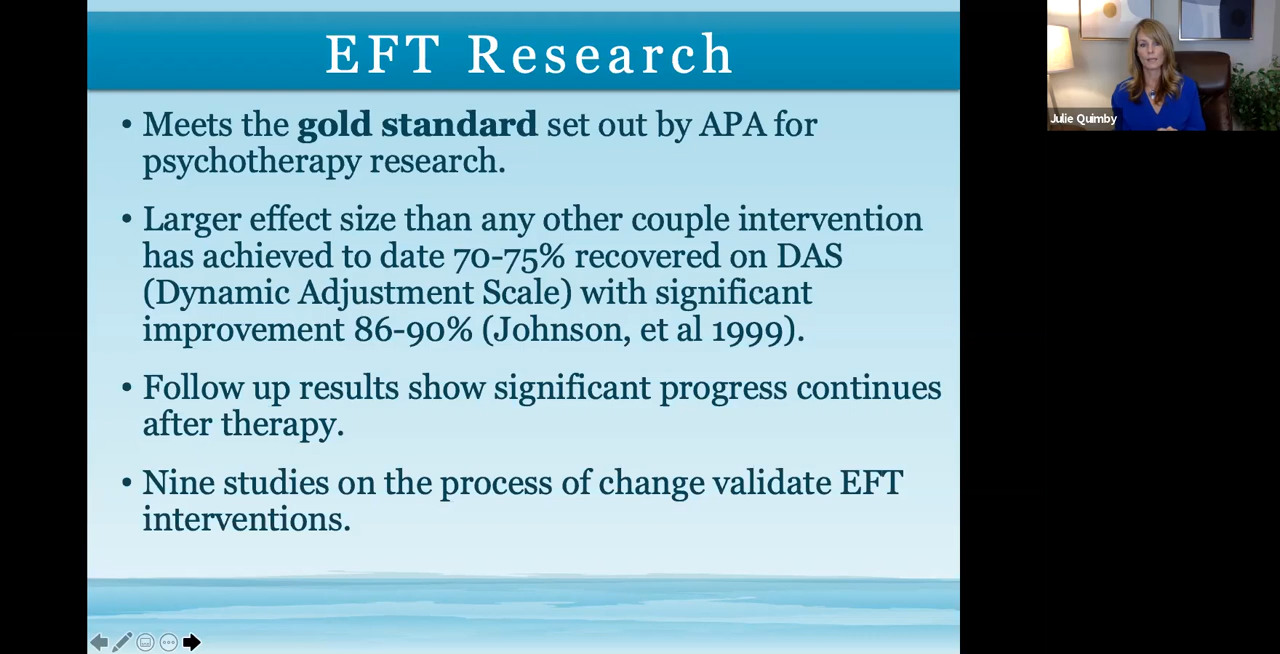 EFT Research
• Meets the gold standard set out by APA for
psychotherapy research.
• Larger effect size than any other couple intervention
has achieved to date 70-75% recovered on DAS
(Dynamic Adjustment Scale) with significant
improvement 86-90% (Johnson, et al 1999).
• Follow up results show significant progress continues
after therapy.
• Nine studies on the process of change validate EFT
interventions.
Julie Quimby